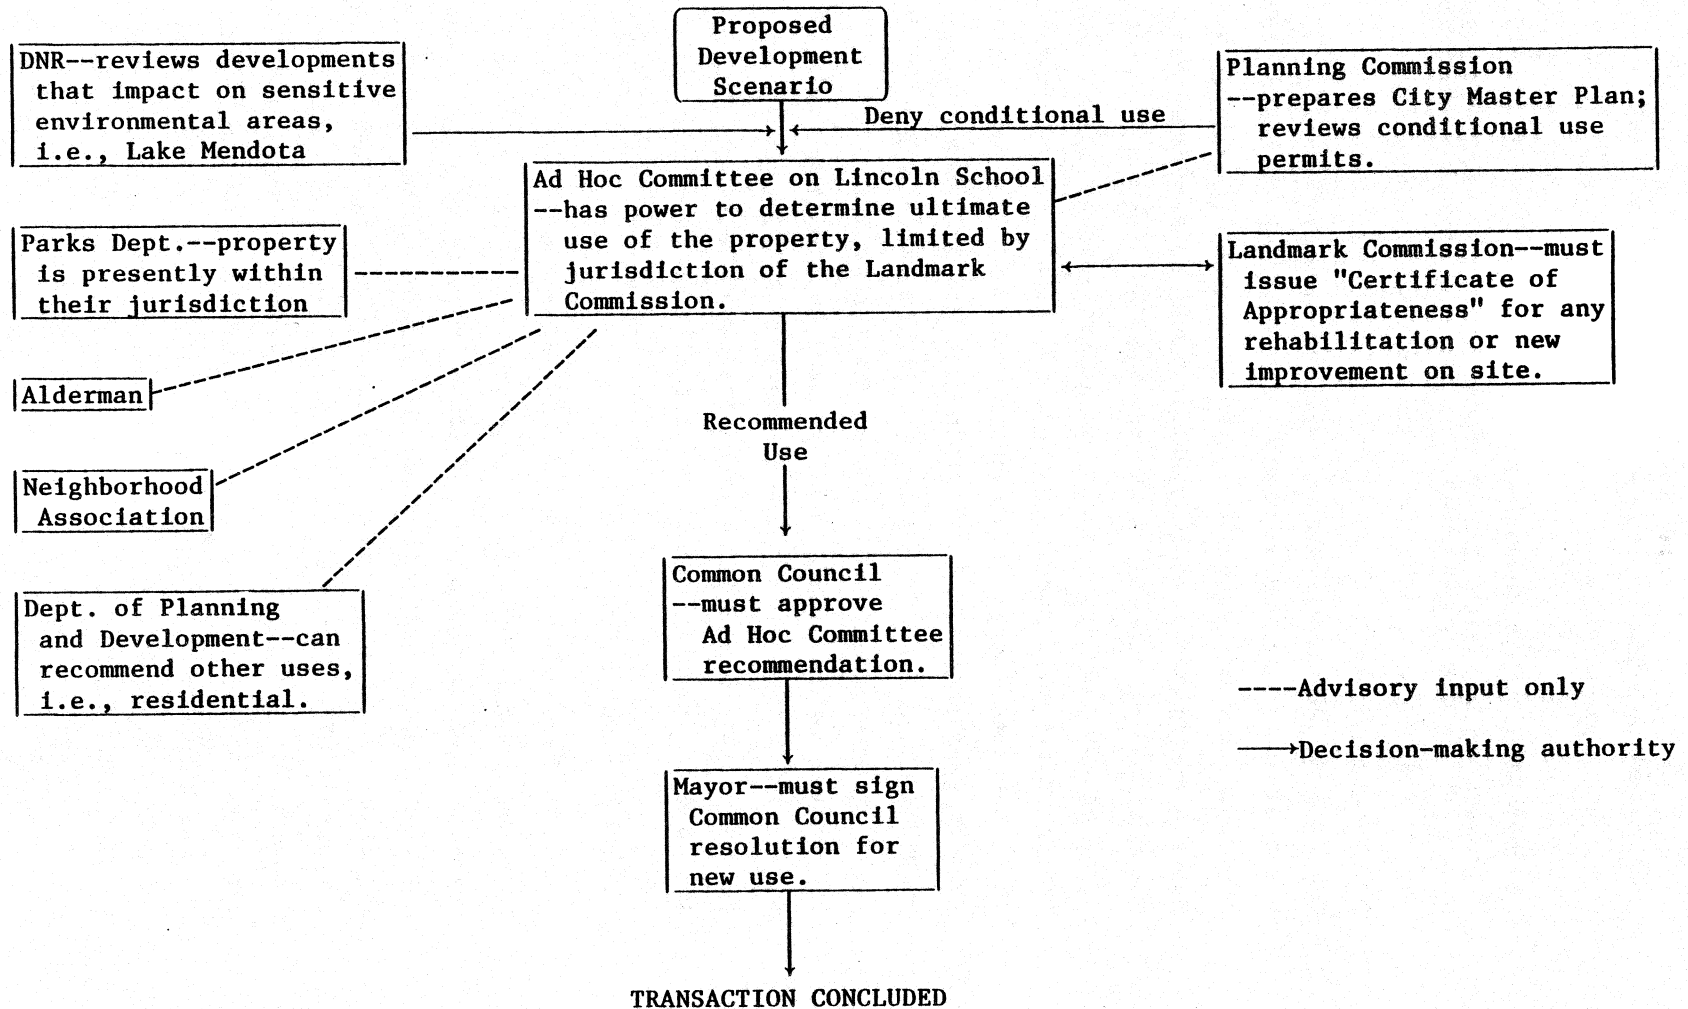 Proposed
Development
Scenario
DNR--reviews developments
that impact on sensitive
environmental areas,
i.e., Lake Mendota
Deny conditional use
Planning Commission
--prepares City Master Plan;
reviews conditional use
permits.
Ad Hoc Committee on Lincoln School
--has power to determine ultimate
use of the property, limited by
jurisdiction of the Landmark
Commission.
Parks Dept.--property
is presently within
their jurisdiction
Landmark Commission--must
issue "Certificate of
Appropriateness" for any
rehabilitation or new
improvement on site.
Alderman
Recommended
Use
Neighborhood
Association
Common Council
--must approve
Ad Hoc Committee
recommendation.
Dept. of Planning
and Development--can
recommend other uses,
i.e., residential.
----Advisory input only
Decision-making authority
Mayor--must sign
Common Council
resolution for
new use.
TRANSACTION CONCLUDED